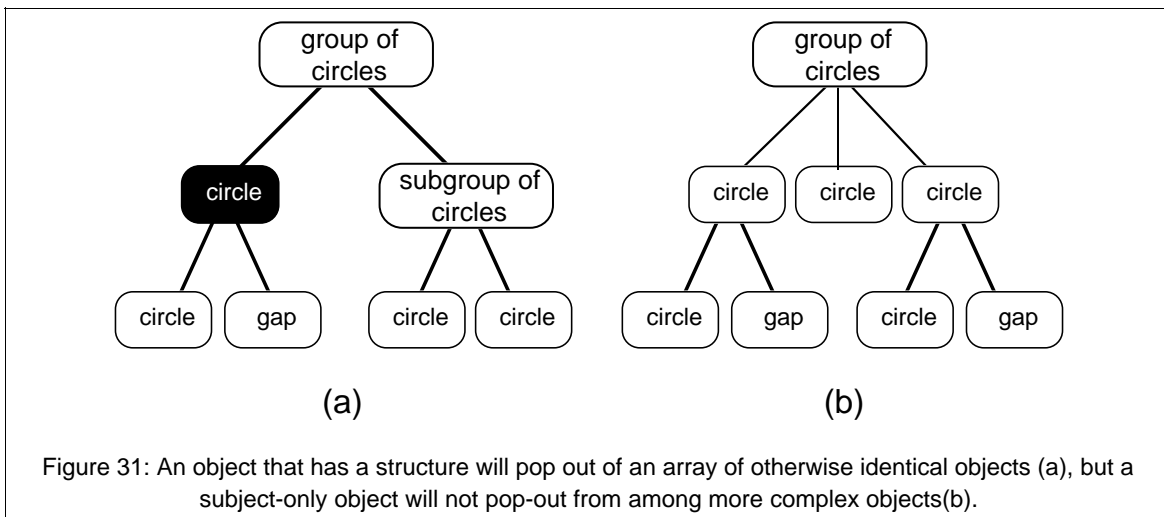 group of
circles
group of
circles
circle
subgroup of
circles
circle
circle
circle
circle
gap
circle
circle
circle
gap
circle
gap
(a)
(b)
Figure 31: An object that has a structure will pop out of an array of otherwise identical objects (a), but a
subject-only object will not pop-out from among more complex objects(b).